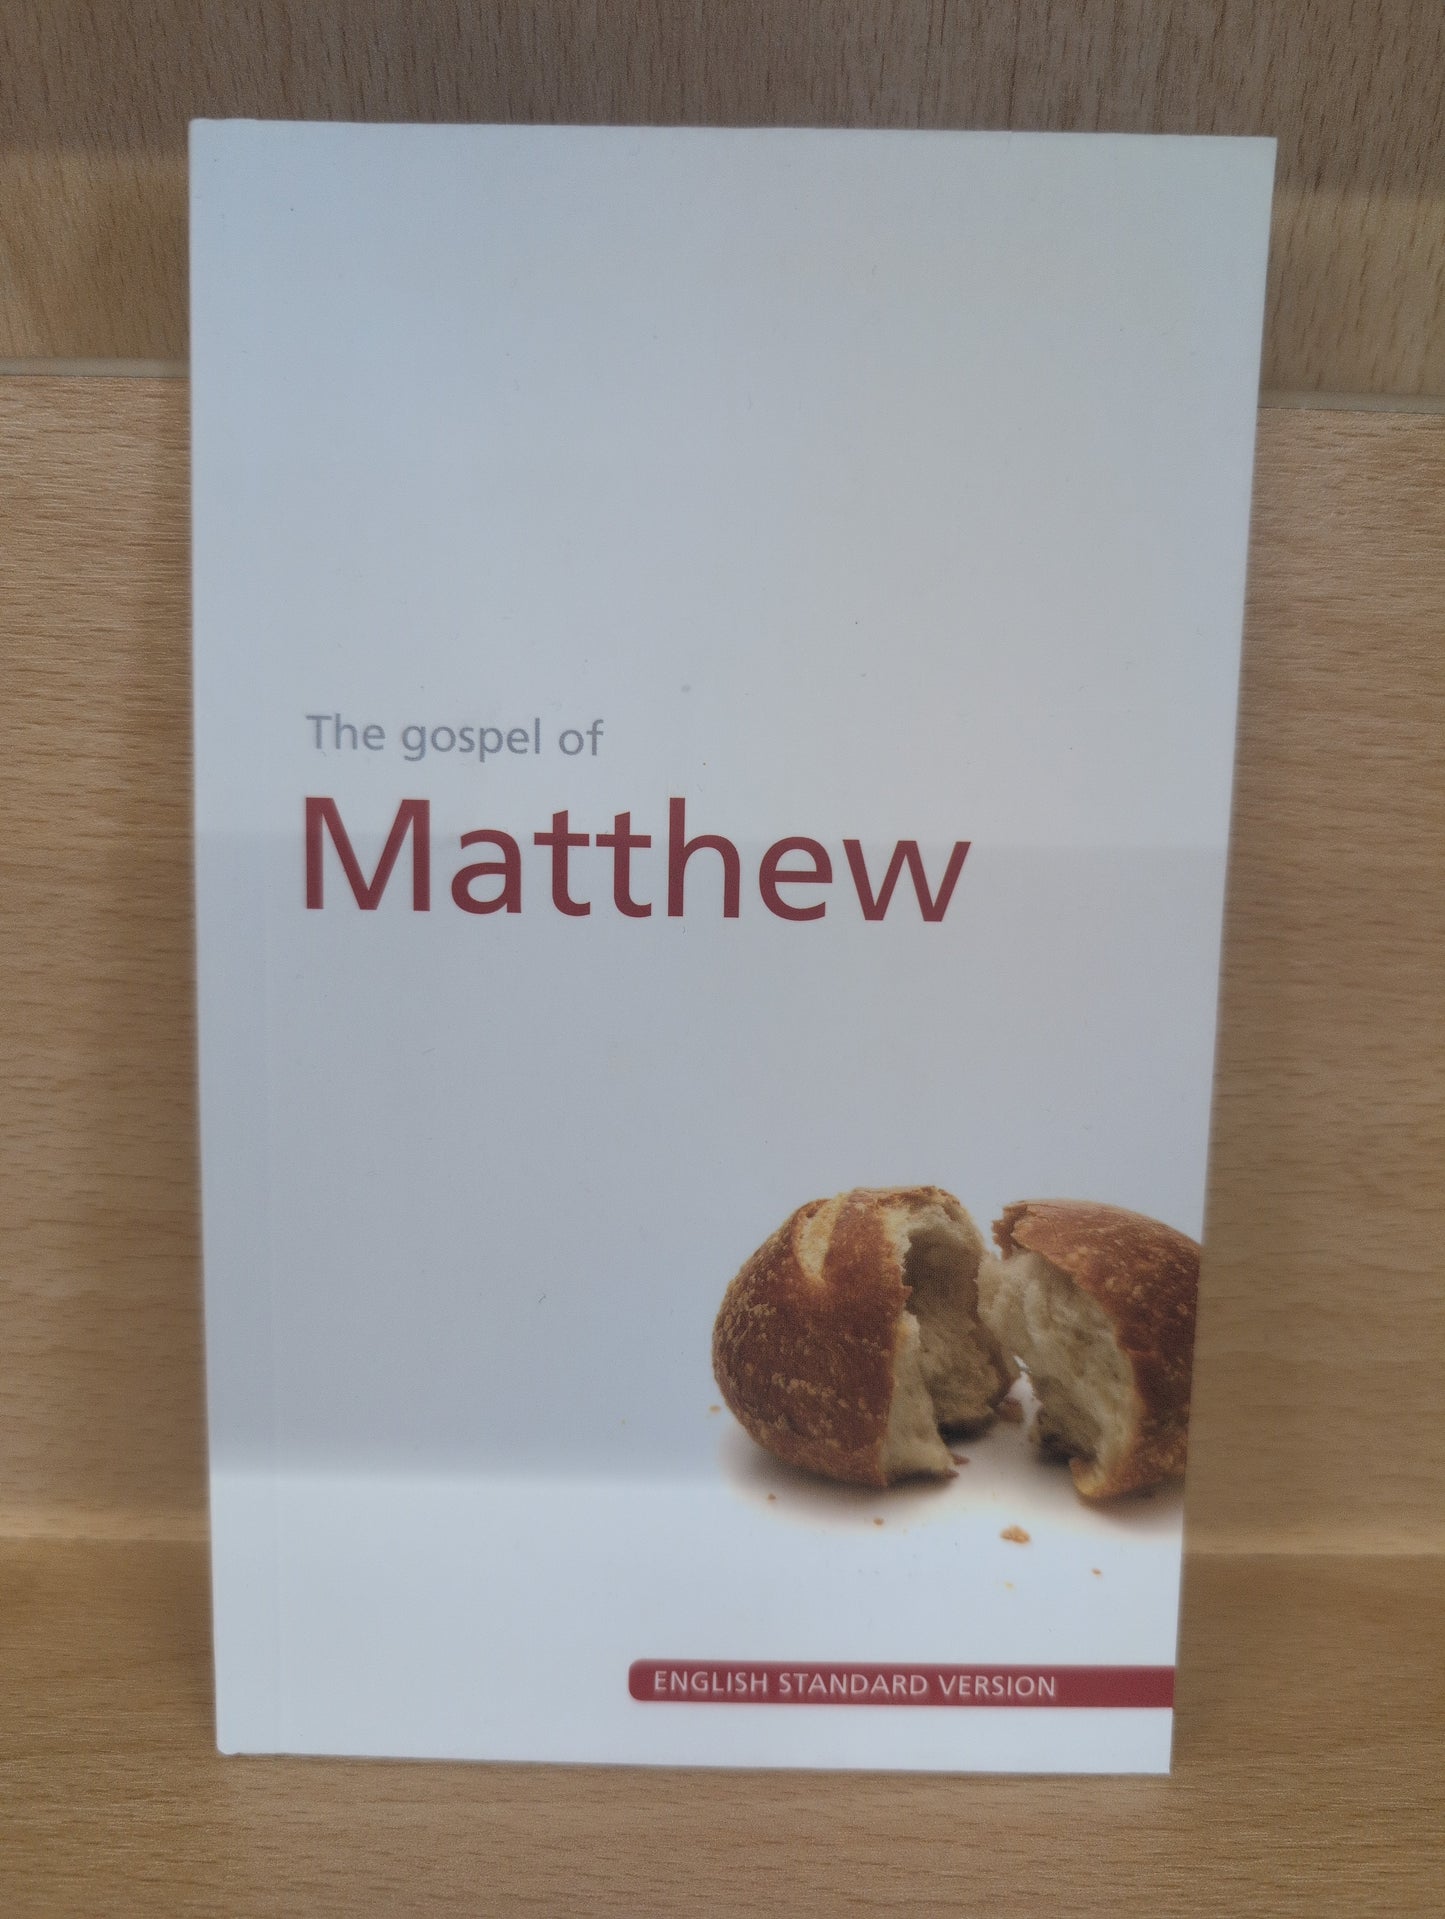 The gospel of
Matthew
ENGLISH STANDARD VERSION